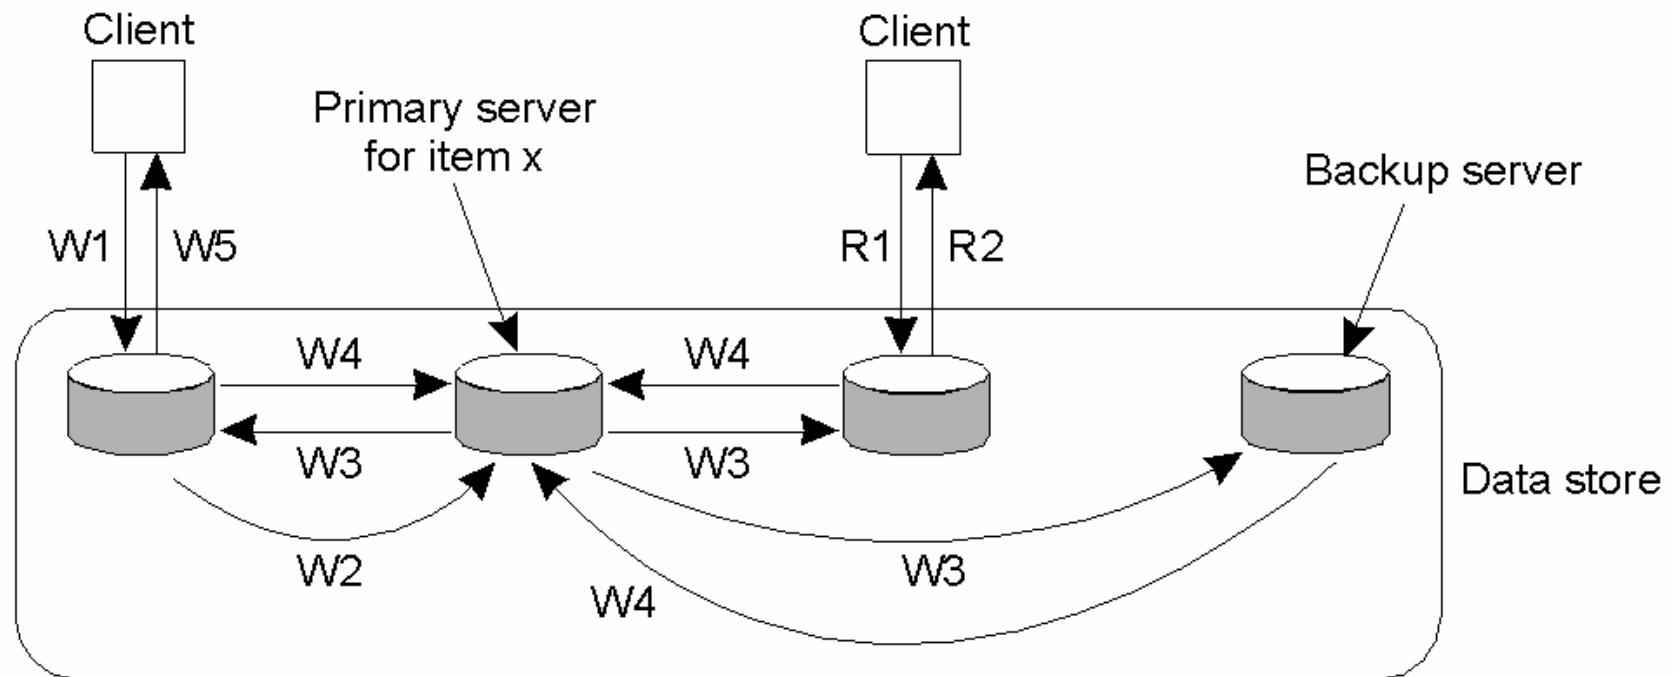 Client
Client
Primary server
for item x
Backup server
W1
W5
R1
R2
W4
W4
W3
W3
Data store
W2
W3
W4